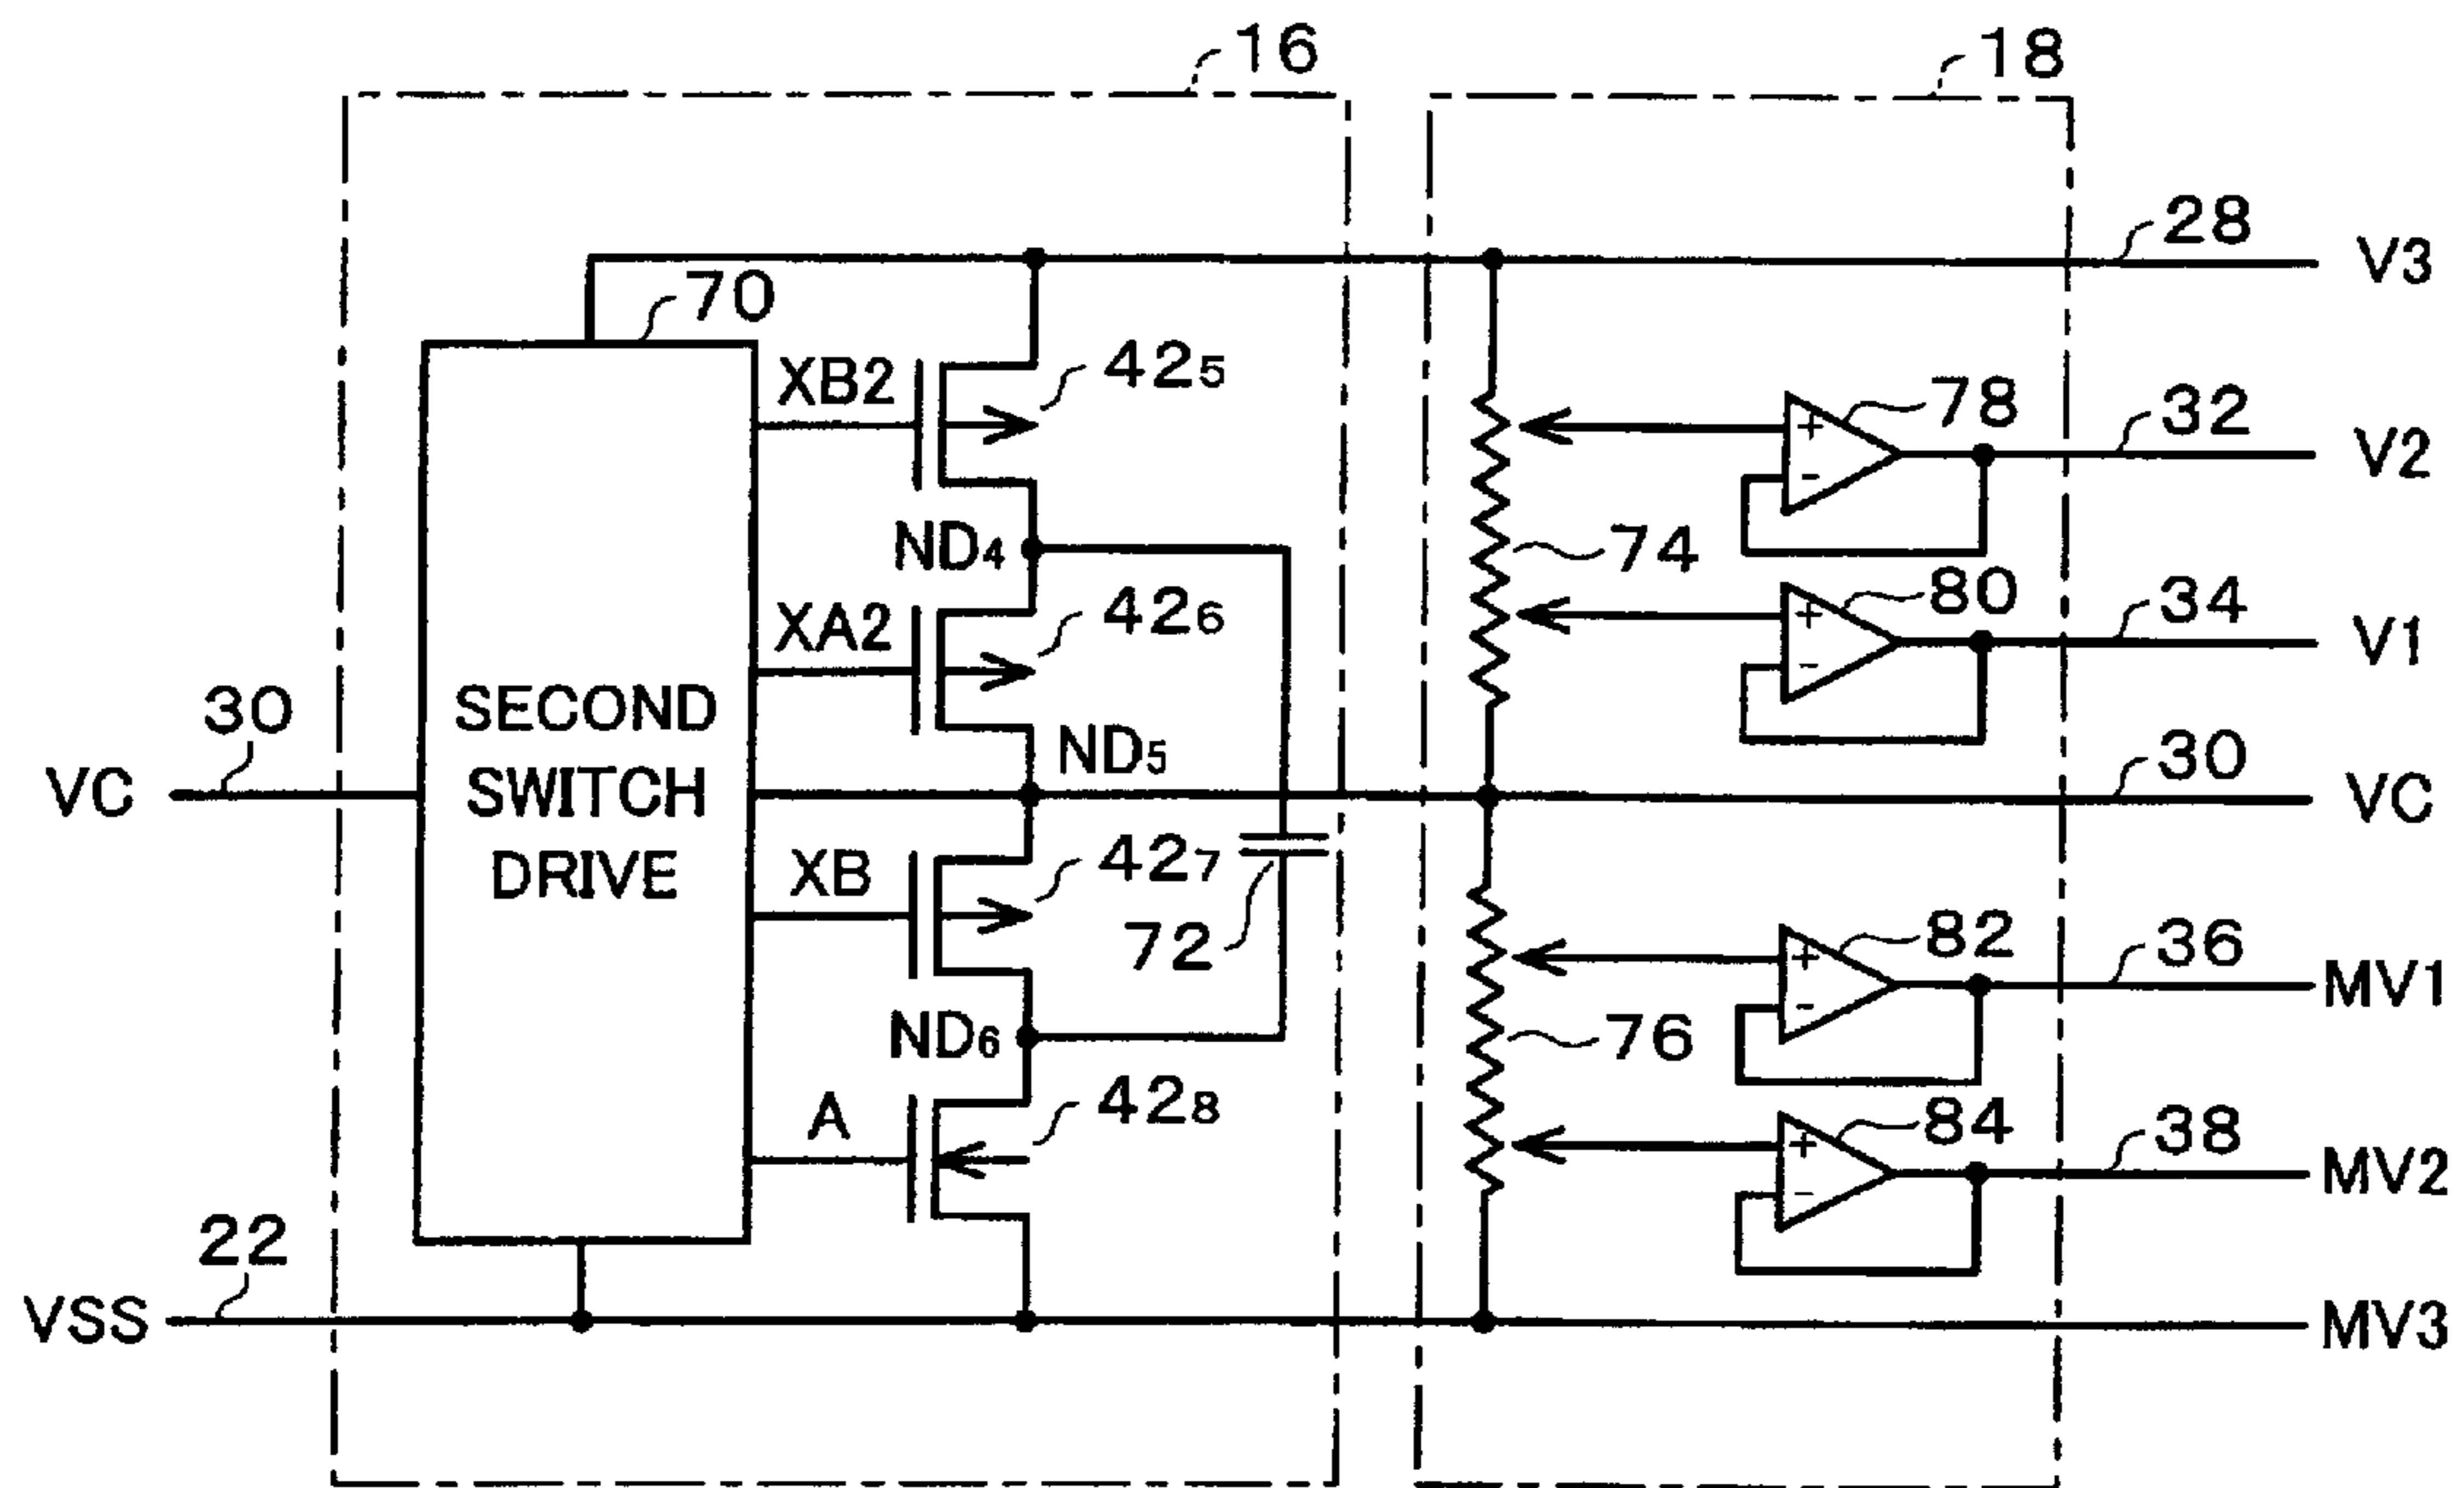 16
18
28
V3
70
XB2
42₅
78
32
V2
ND₄
74
XA2
42₆
80
34
V1
30
VC
SECOND
SWITCH
DRIVE
ND₅
30
VC
XB
42₇
72
82
36
MV1
ND₆
76
A
42₈
84
38
MV2
22
VSS
MV3
+
-
+
-
+
-
+
-